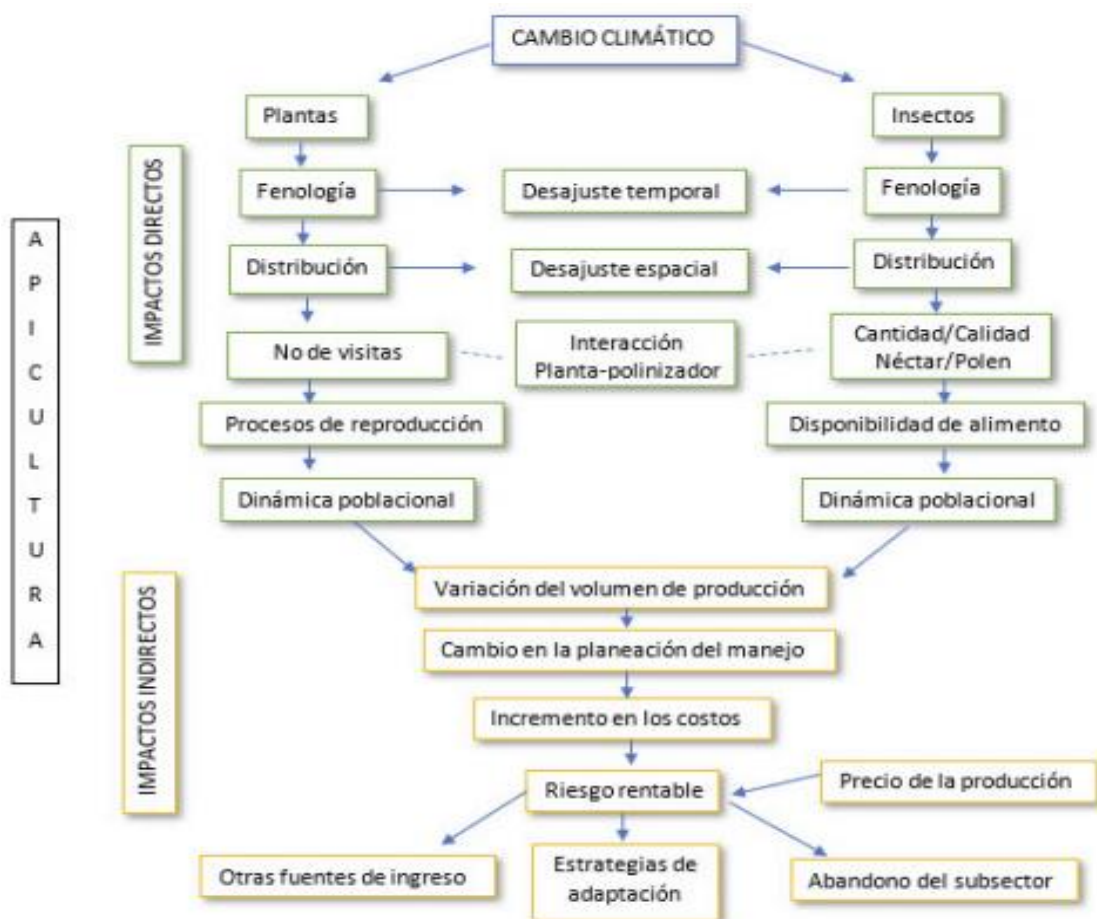 CAMBIO CLIMÁTICO
Plantas
Insectos
IMPACTOS DIRECTOS
Fenología
Desajuste temporal
Fenología
APICULTURA
Distribución
Desajuste espacial
Distribución
No de visitas
Interacción
Planta-polinizador
Cantidad/Calidad
Néctar/Polen
Procesos de reproducción
Disponibilidad de alimento
Dinámica poblacional
Dinámica poblacional
IMPACTOS INDIRECTOS
Variación del volumen de producción
Cambio en la planeación del manejo
Incremento en los costos
Riesgo rentable
Precio de la producción
Otras fuentes de ingreso
Estrategias de
adaptación
Abandono del subsector